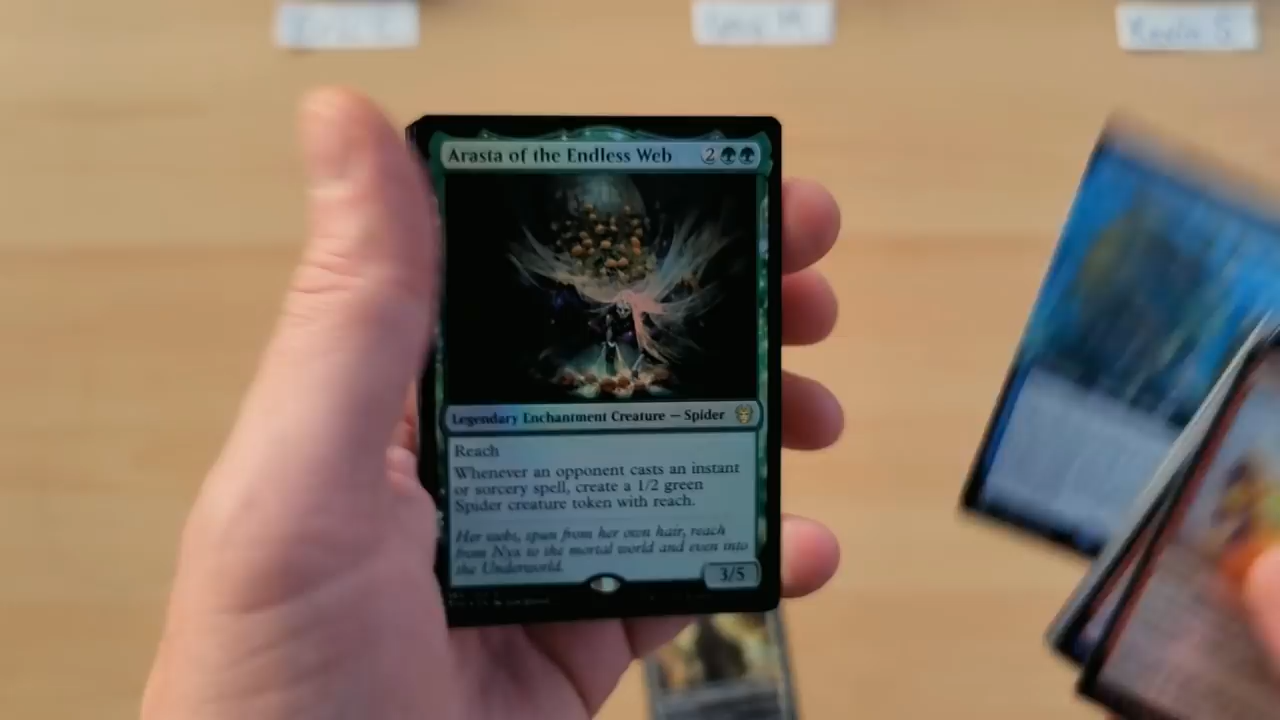 Arasta of the Endless Web 2
Legendary Enchantment Creature — Spider
Reach
Whenever an opponent casts an instant
or sorcery spell, create a 1/2 green
Spider creature token with reach.
Her webs, spun from her own hair, reach
from Nyx to the mortal world and even into
the Underworld.
3/5